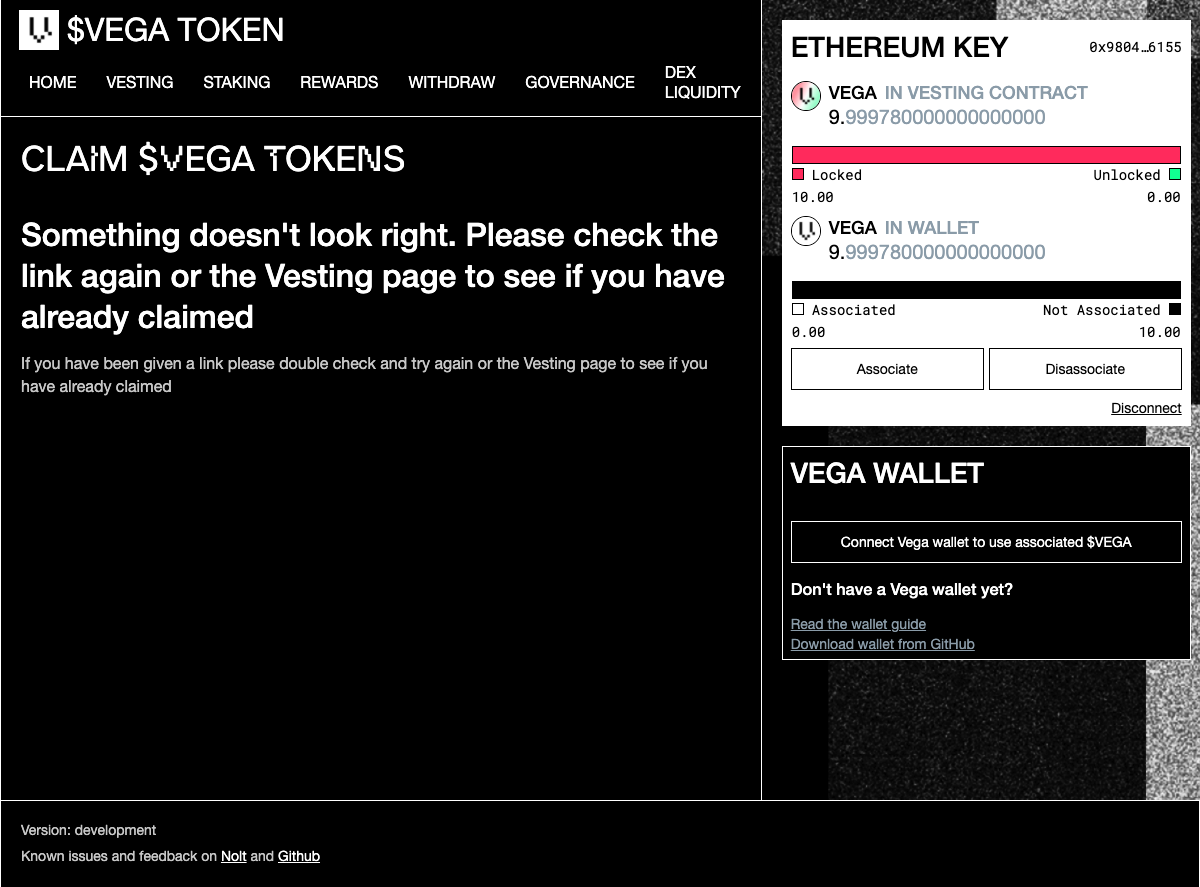 $VEGA TOKEN
HOME
VESTING
STAKING
REWARDS
WITHDRAW
GOVERNANCE
DEX
LIQUIDITY
CLAIM $VEGA TOKENS
Something doesn't look right. Please check the
link again or the Vesting page to see if you have
already claimed
If you have been given a link please double check and try again or the Vesting page to see if you
have already claimed
ETHEREUM KEY
0x9804…6155
VEGA IN VESTING CONTRACT
9.999780000000000000
Locked
Unlocked
10.00
0.00
VEGA IN WALLET
9.999780000000000000
Associated
Not Associated
0.00
10.00
Associate
Disassociate
Disconnect
VEGA WALLET
Connect Vega wallet to use associated $VEGA
Don't have a Vega wallet yet?
Read the wallet guide
Download wallet from GitHub
Version: development
Known issues and feedback on Nolt and Github